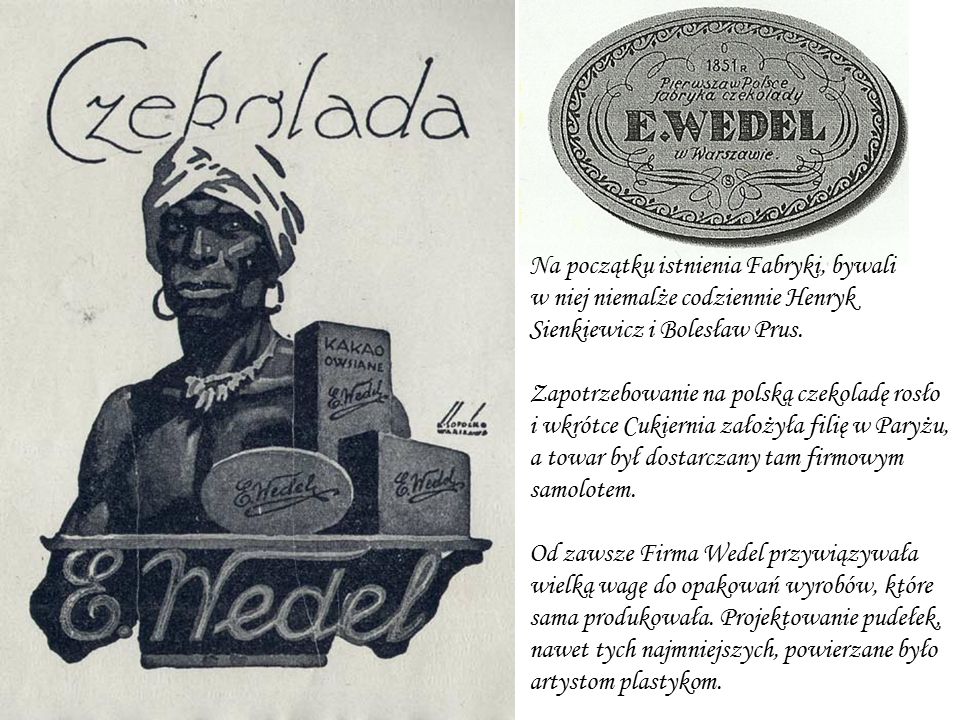 Czekolada
KAKAO
OWSIANE
E.Wedel
E.Wedel
E.Wedel
WARSZAWA
E.Wedel
1851 R
Pierwsza w Polsce
fabryka czekolady
E.WEDEL
w Warszawie.
Na początku istnienia Fabryki, bywali
w niej niemalże codziennie Henryk
Sienkiewicz i Bolesław Prus.
Zapotrzebowanie na polską czekoladę rosło
i wkrótce Cukiernia założyła filię w Paryżu,
a towar był dostarczany tam firmowym
samolotem.
Od zawsze Firma Wedel przywiązywała
wielką wagę do opakowań wyrobów, które
sama produkowała. Projektowanie pudełek,
nawet tych najmniejszych, powierzane było
artystom plastykom.